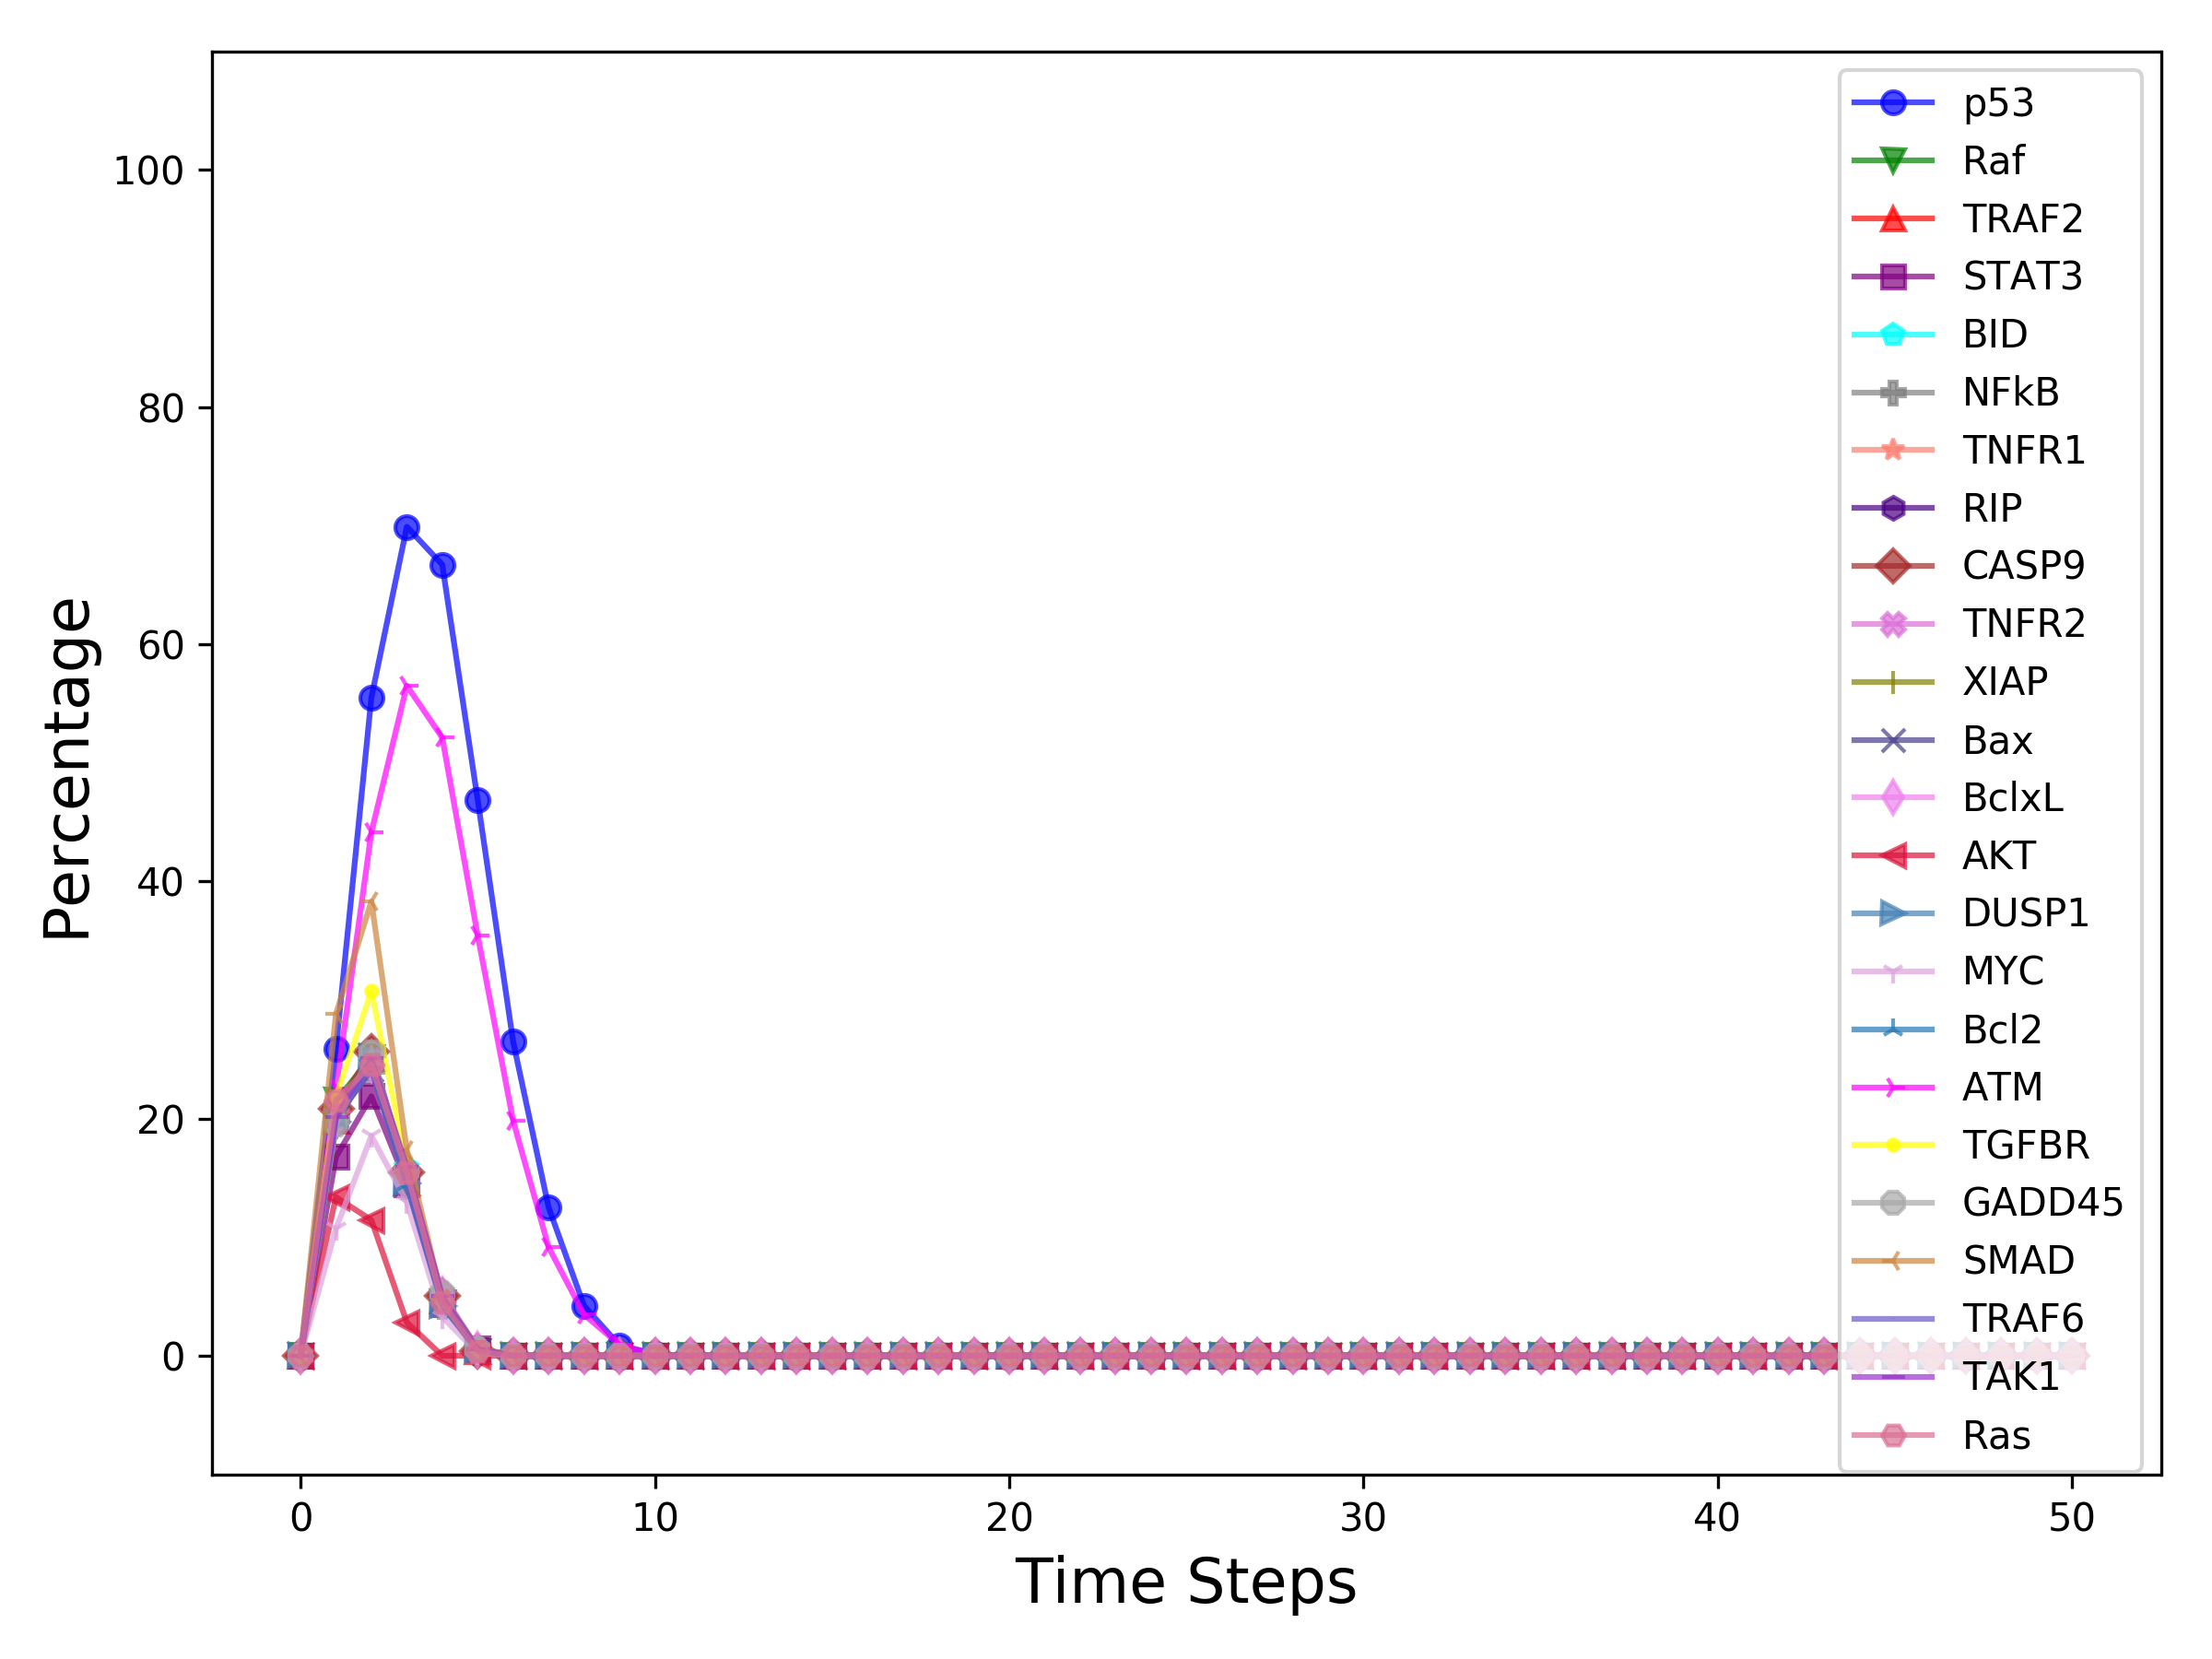 Percentage
100
80
60
40
20
0
0 10 20 30 40 50
Time Steps
p53
Raf
TRAF2
STAT3
BID
NFkB
TNFR1
RIP
CASP9
TNFR2
XIAP
Bax
BclxL
AKT
DUSP1
MYC
Bcl2
ATM
TGFBR
GADD45
SMAD
TRAF6
TAK1
Ras